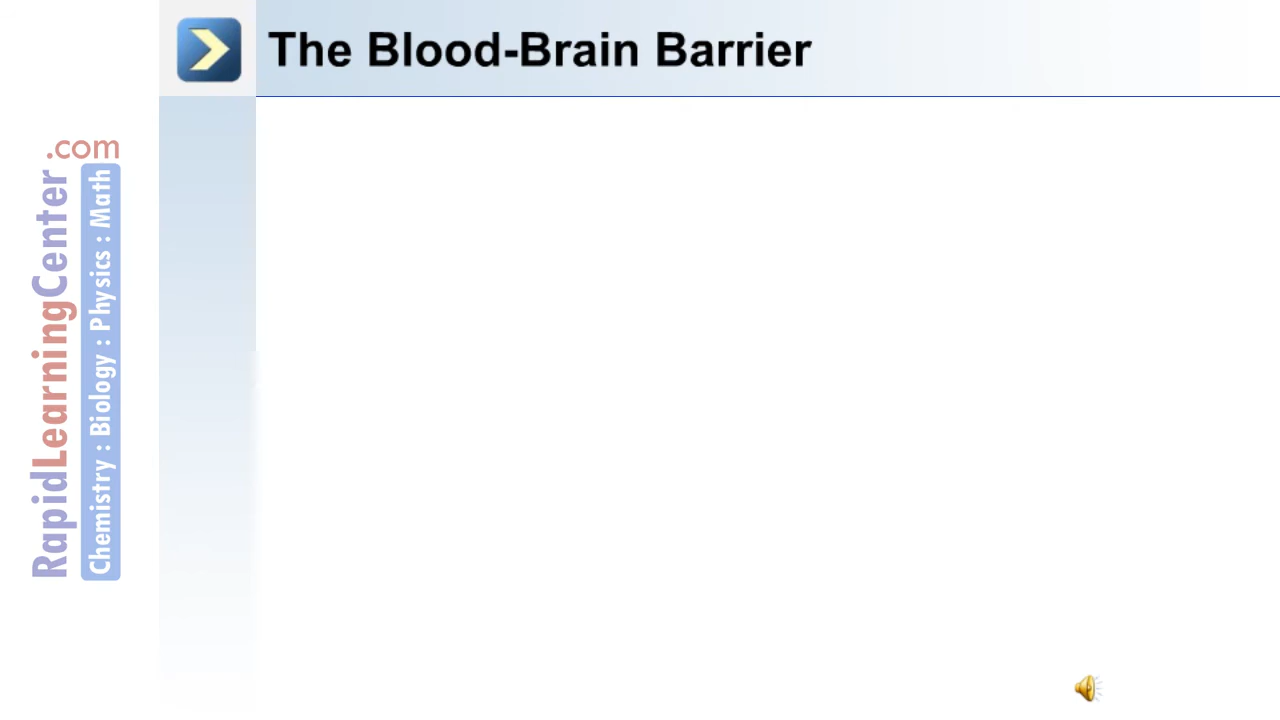 The Blood-Brain Barrier
RapidLearningCenter.com
Chemistry : Biology : Physics : Math